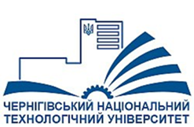 ЧЕРНІГІВСЬКИЙ НАЦІОНАЛЬНИЙ
ТЕХНОЛОГІЧНИЙ УНІВЕРСИТЕТ